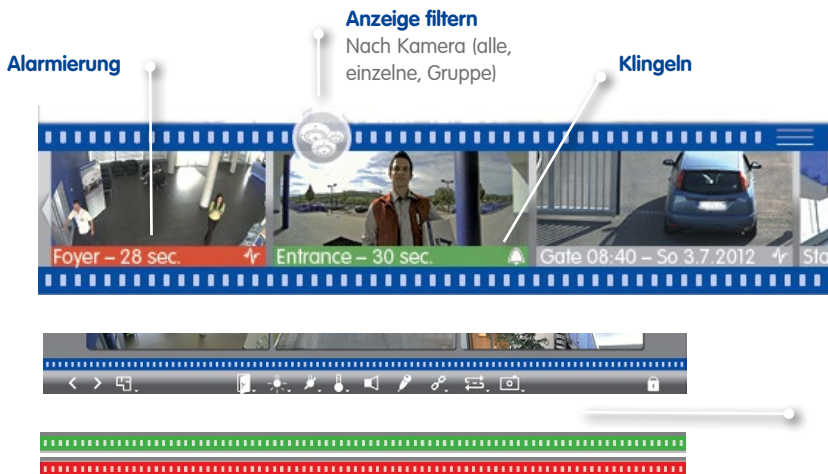 Anzeige filtern
Nach Kamera (alle,
einzelne, Gruppe)
Alarmierung
Klingeln
Foyer – 28 sec.
Entrance – 30 sec.
Gate 08:40 – So 3.7.2012
Sta